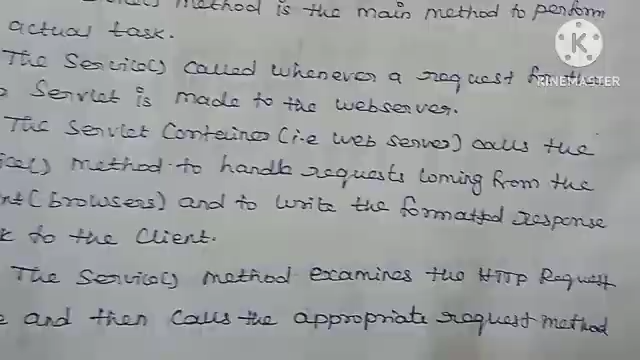 method is the main method to perform
actual task.
The Service() called whenever a request for the
Servlet is made to the webserver.
The Servlet Container (i.e web server) calls the
method to handle requests coming from the
(browsers) and to write the formatted response
to the Client.
The Service() method examines the HTTP Request
and then calls the appropriate request method
KINEMASTER